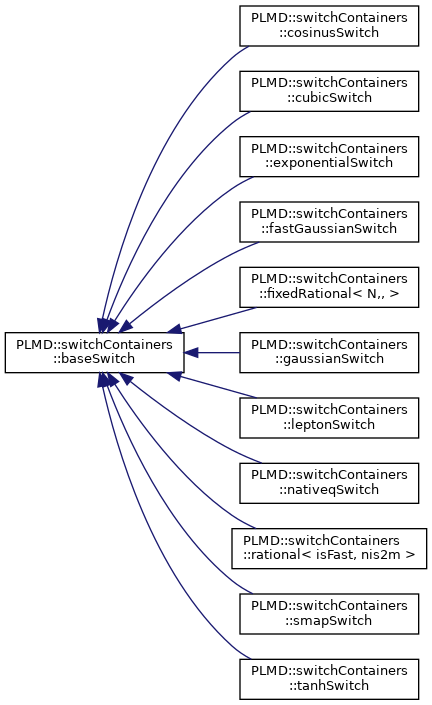 PLMD::switchContainers
::cosinusSwitch
PLMD::switchContainers
::cubicSwitch
PLMD::switchContainers
::exponentialSwitch
PLMD::switchContainers
::fastGaussianSwitch
PLMD::switchContainers
::fixedRational< N,, >
PLMD::switchContainers
::baseSwitch
PLMD::switchContainers
::gaussianSwitch
PLMD::switchContainers
::leptonSwitch
PLMD::switchContainers
::nativeqSwitch
PLMD::switchContainers
::rational< isFast, nis2m >
PLMD::switchContainers
::smapSwitch
PLMD::switchContainers
::tanhSwitch